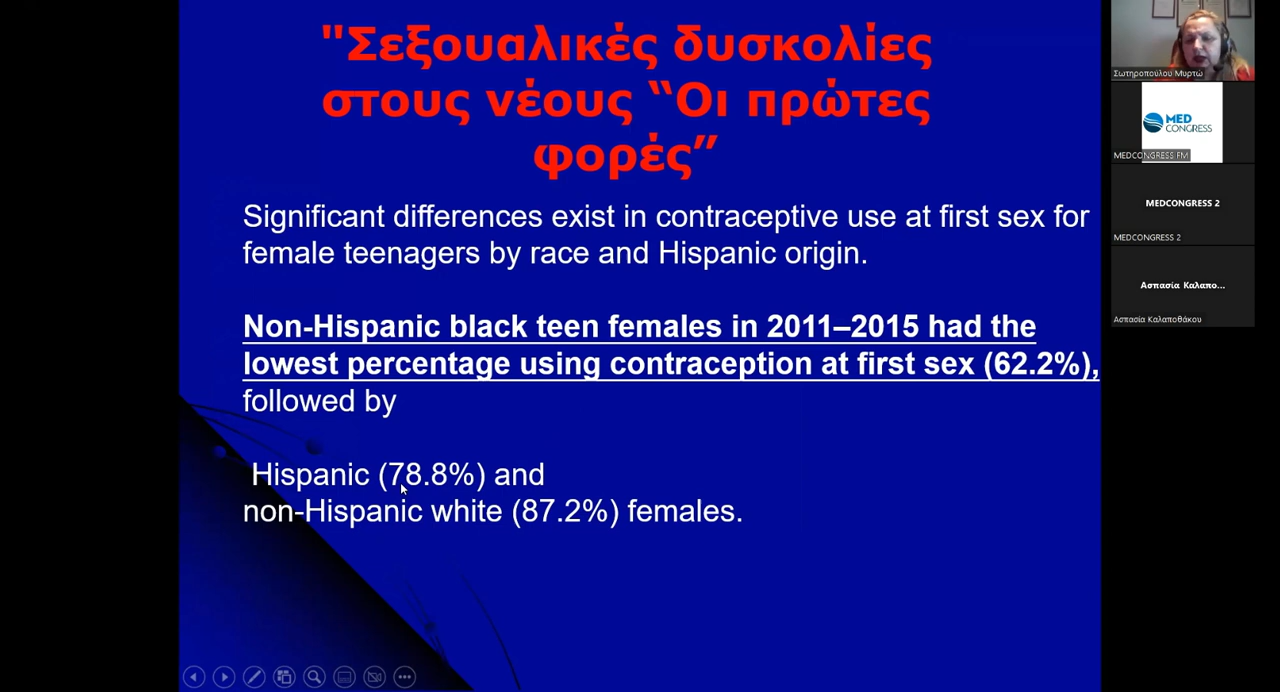 "Σεξουαλικές δυσκολίες
στους νέους “Οι πρώτες
φορές”
Significant differences exist in contraceptive use at first sex for
female teenagers by race and Hispanic origin.
Non-Hispanic black teen females in 2011–2015 had the
lowest percentage using contraception at first sex (62.2%),
followed by
Hispanic (78.8%) and
non-Hispanic white (87.2%) females.
Σωτηροπούλου Μυρτώ
MED
CONGRESS
MEDCONGRESS FM
MEDCONGRESS 2
MEDCONGRESS 2
Ασπασία Καλαπο...
Ασπασία Καλαποθάκου